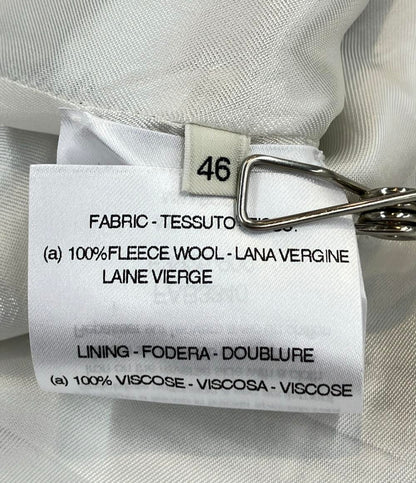 46
FABRIC - TESSUTO
(a) 100%FLEECE WOOL - LANA VERGINE
LAINE VIERGE
LINING - FODERA - DOUBLURE
(a) 100% VISCOSE - VISCOSA - VISCOSE